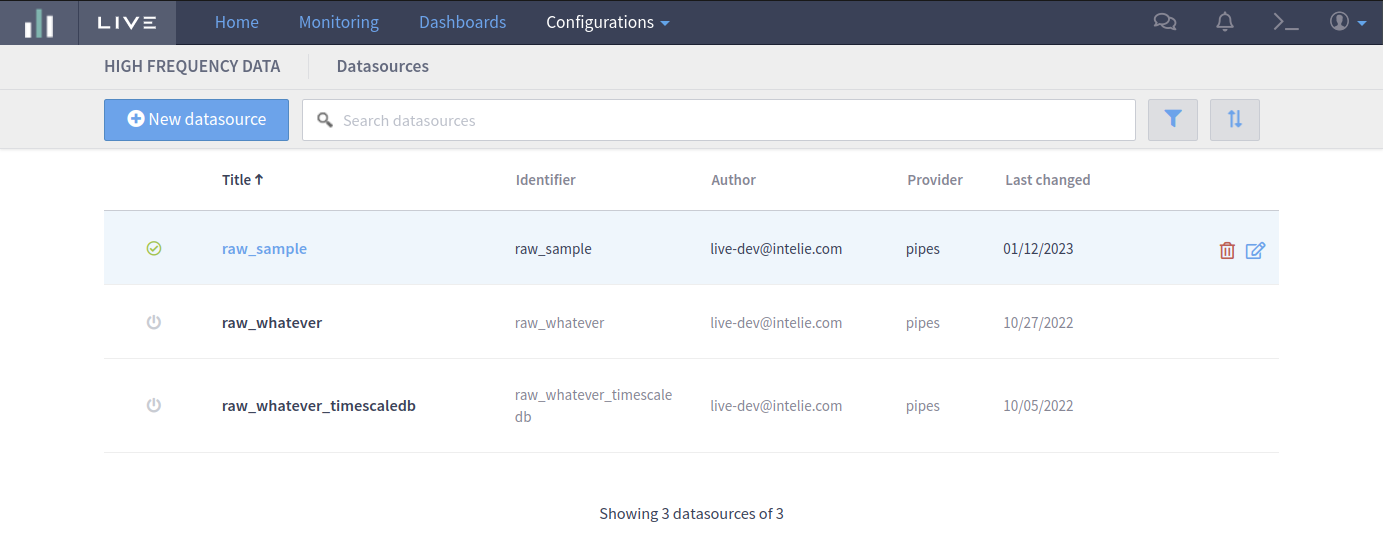 LIVE Home Monitoring Dashboards Configurations
HIGH FREQUENCY DATA Datasources
New datasource Search datasources
Title Identifier Author Provider Last changed
raw_sample raw_sample live-dev@intelie.com pipes 01/12/2023
raw_whatever raw_whatever live-dev@intelie.com pipes 10/27/2022
raw_whatever_timescaledb raw_whatever_timescale
db live-dev@intelie.com pipes 10/05/2022
Showing 3 datasources of 3